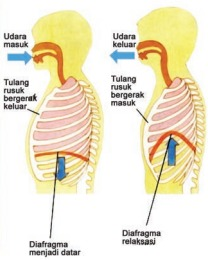 Udara
masuk
Tulang
rusuk
bergerak
keluar
Diafragma
menjadi datar
Udara
keluar
Tulang
rusuk
bergerak
masuk
Diafragma
relaksasi